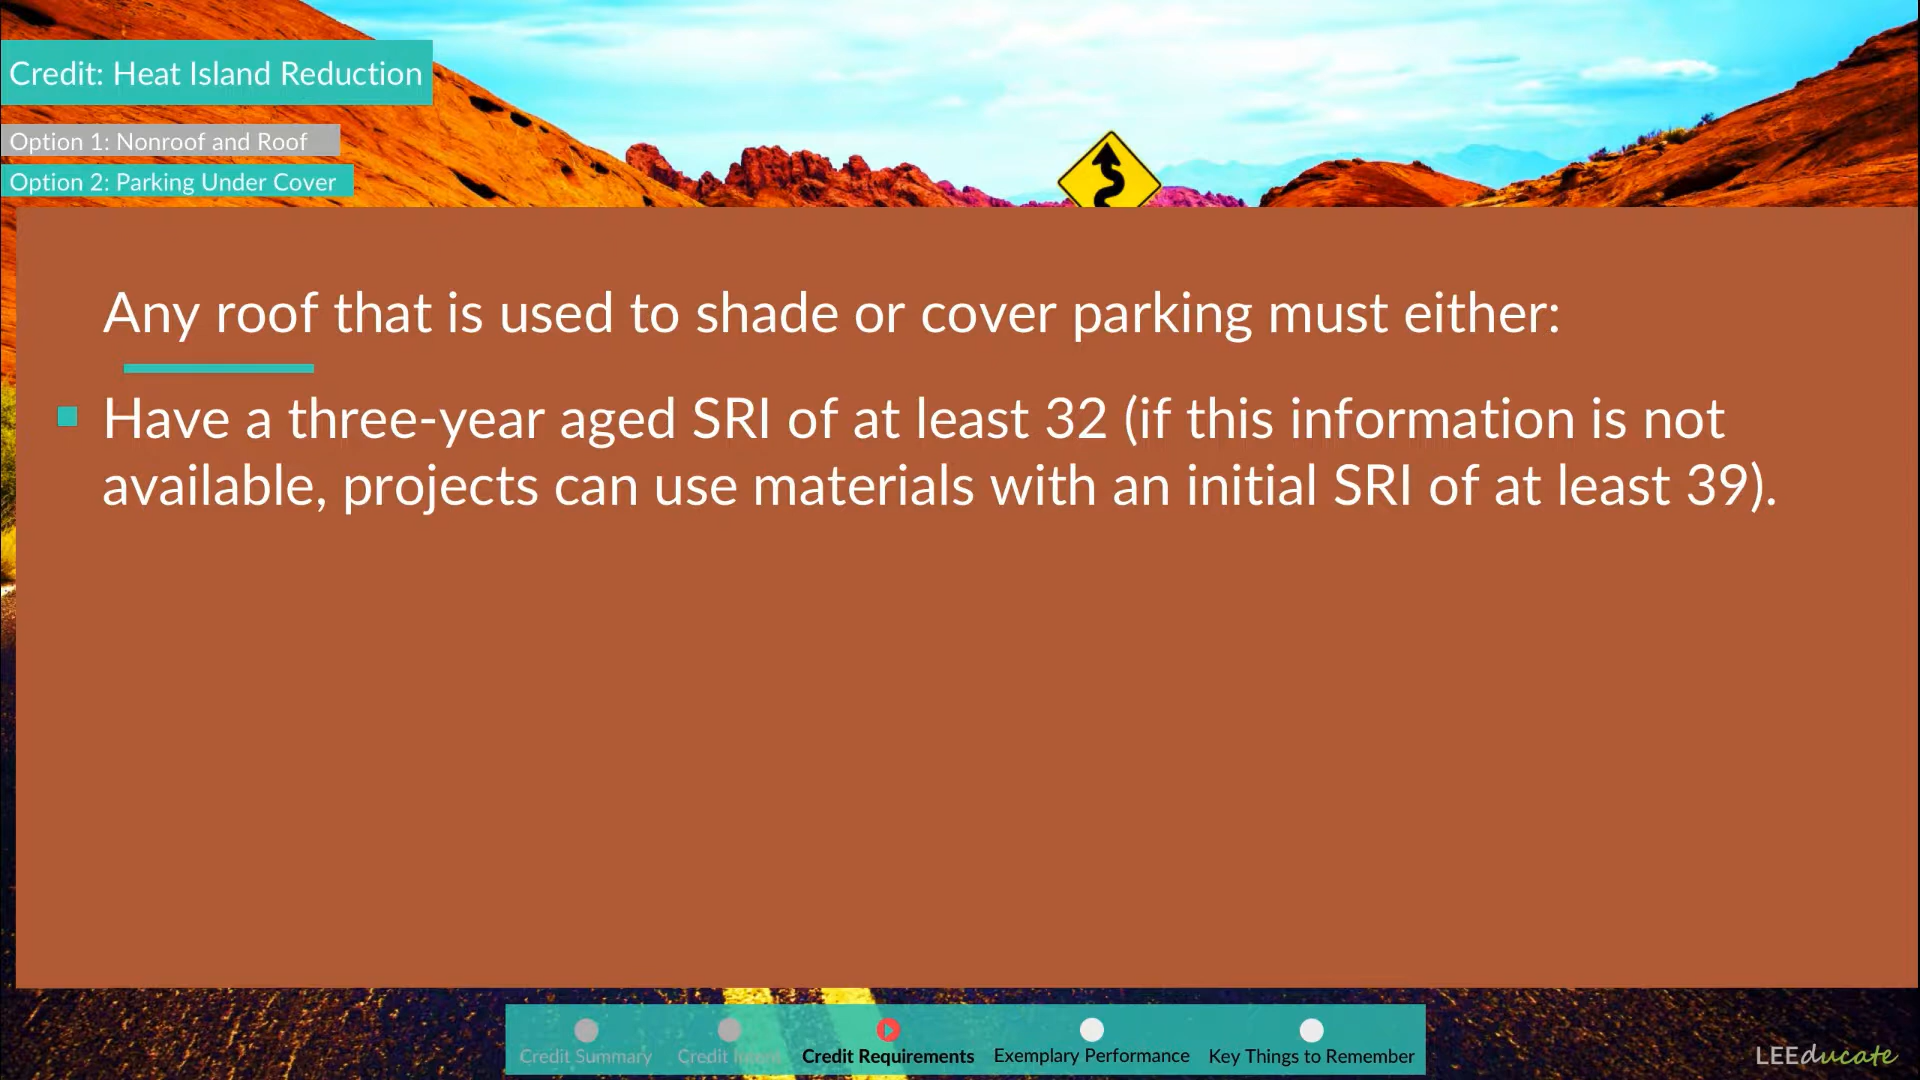 Credit: Heat Island Reduction
Option 1: Nonroof and Roof
Option 2: Parking Under Cover
Any roof that is used to shade or cover parking must either:
Have a three-year aged SRI of at least 32 (if this information is not
available, projects can use materials with an initial SRI of at least 39).
Credit Summary
Credit Intent
Credit Requirements
Exemplary Performance
Key Things to Remember
LEEducate